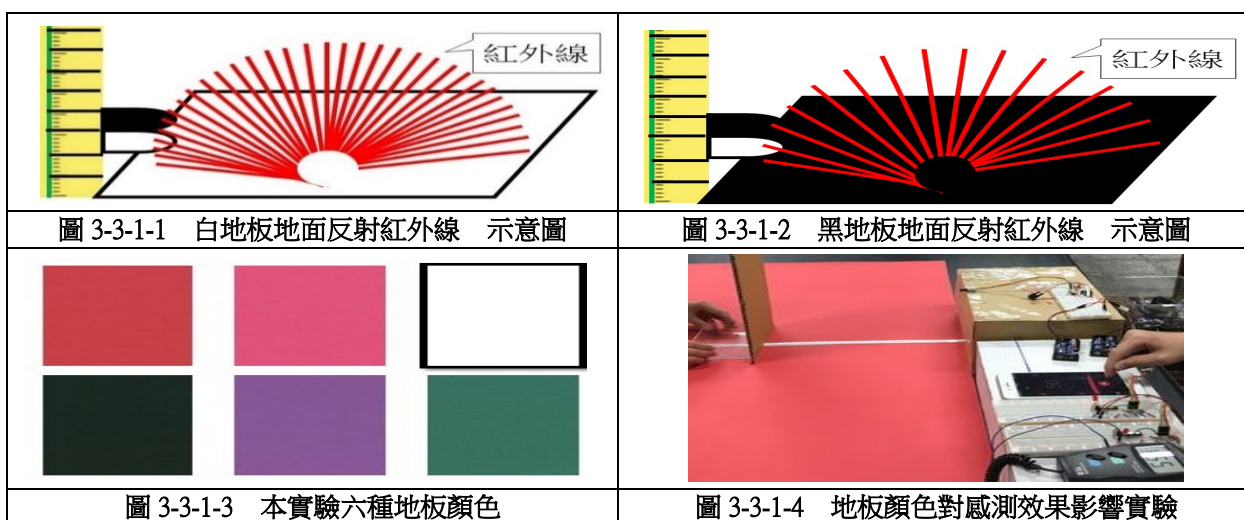 紅外線
紅外線
圖 3-3-1-1 白地板地面反射紅外線 示意圖
圖 3-3-1-2 黑地板地面反射紅外線 示意圖
圖 3-3-1-3 本實驗六種地板顏色
圖 3-3-1-4 地板顏色對感測效果影響實驗